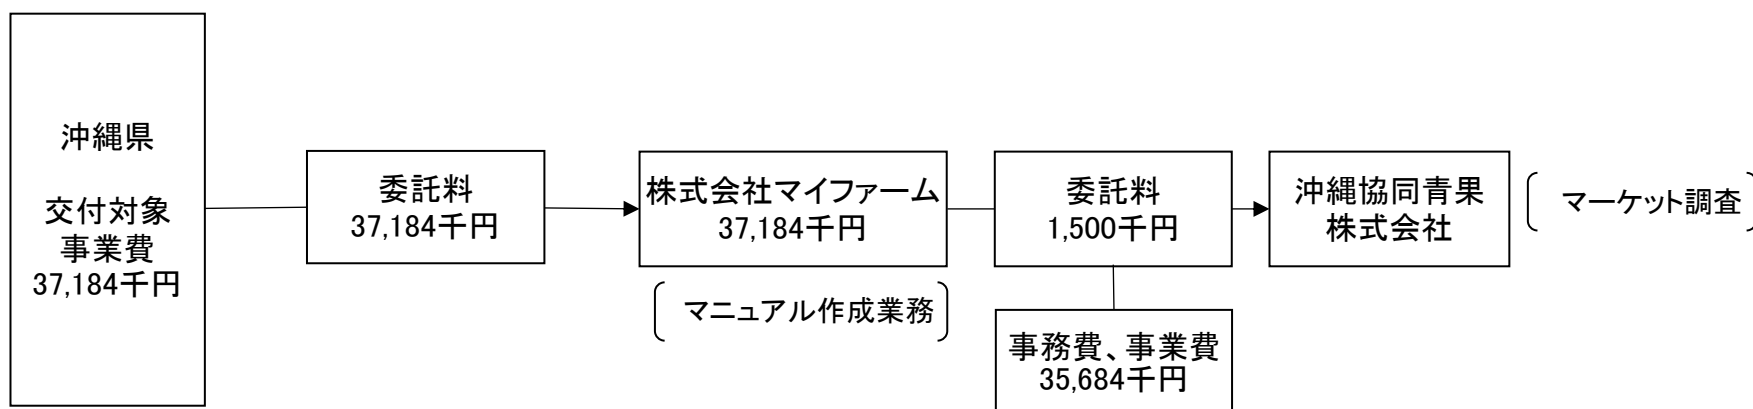 沖縄県
交付対象
事業費
37,184千円
委託料
37,184千円
株式会社マイファーム
37,184千円
マニュアル作成業務
委託料
1,500千円
事務費、事業費
35,684千円
沖縄協同青果
株式会社
マーケット調査